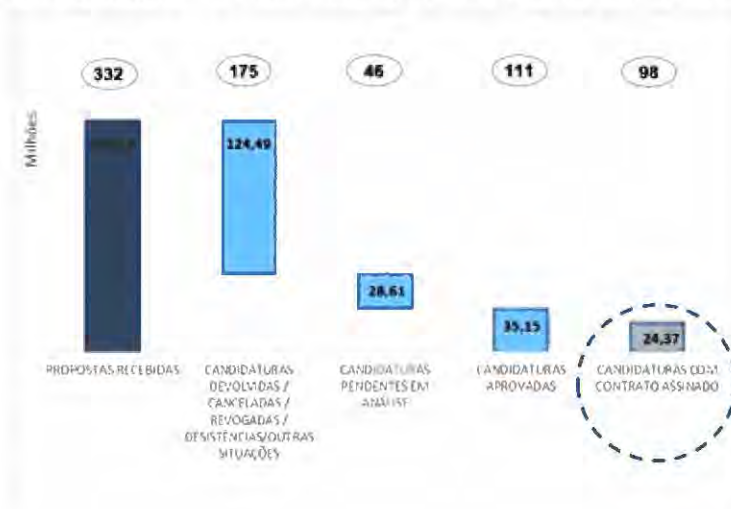 332 175 46 111 98
Milhões
124,49
28,61
35,15
24,37
PROPOSTAS RECEBIDAS
CANDIDATURAS
DEVOLVIDAS /
CANCELADAS /
REVOGADAS /
DESISTÊNCIAS/OUTRAS
SITUAÇÕES
CANDIDATURAS
PENDENTES EM
ANÁLISE
CANDIDATURAS
APROVADAS
CANDIDATURAS COM
CONTRATO ASSINADO